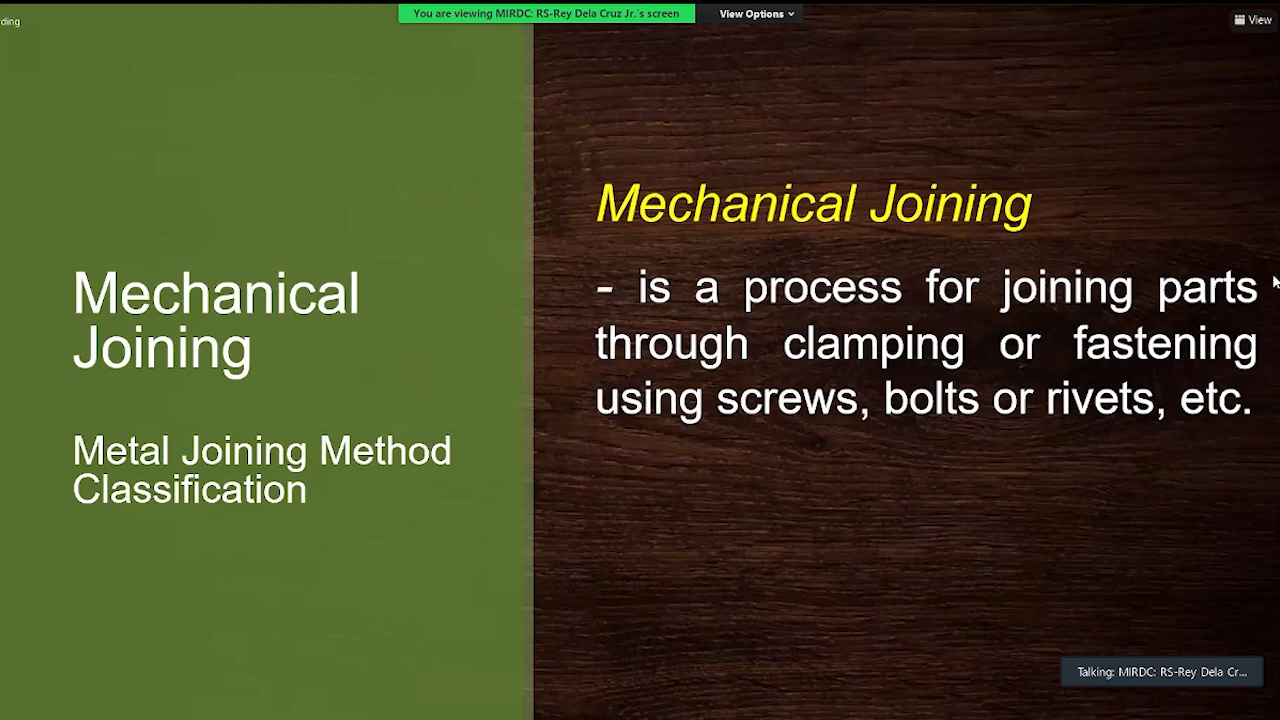 ding
You are viewing MIRDC: RS-Rey Dela Cruz Jr.'s screen
View Options
View
Mechanical
Joining
Metal Joining Method
Classification
Mechanical Joining
- is a process for joining parts
through clamping or fastening
using screws, bolts or rivets, etc.
Talking: MIRDC: RS-Rey Dela Cr...